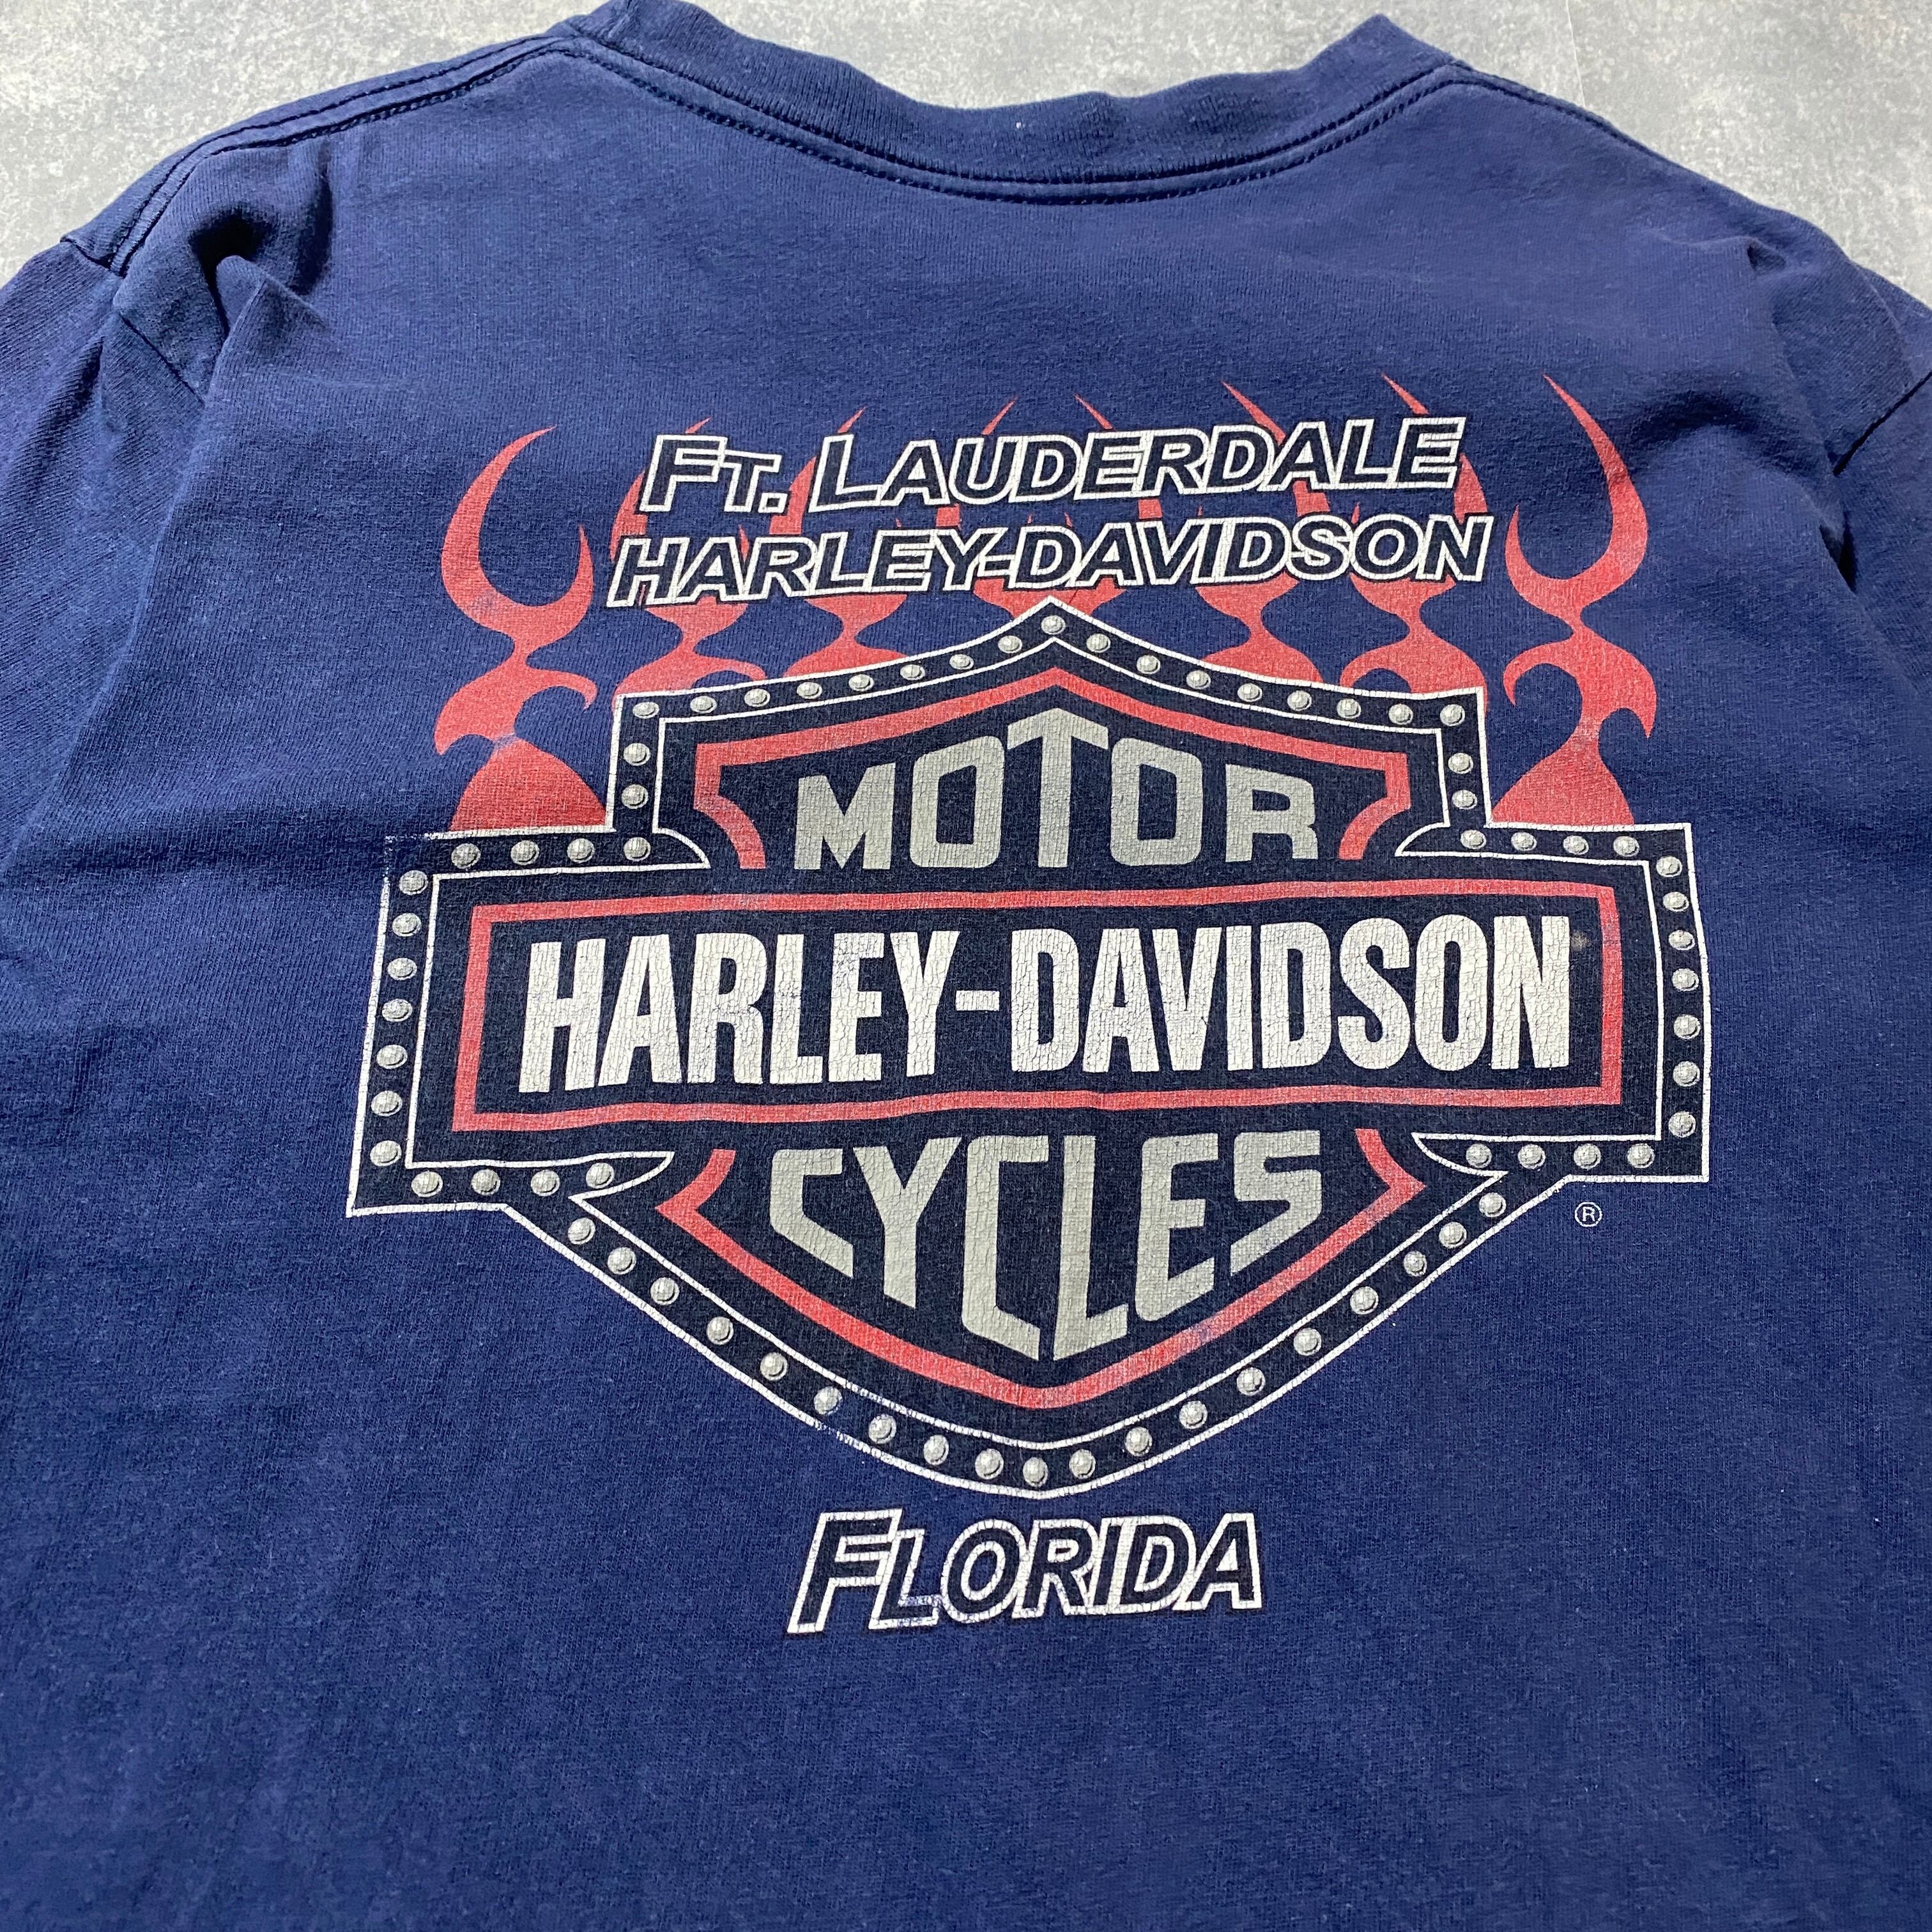 FT. LAUDERDALE
HARLEY-DAVIDSON
MOTOR
HARLEY-DAVIDSON
CYCLES
®
FLORIDA